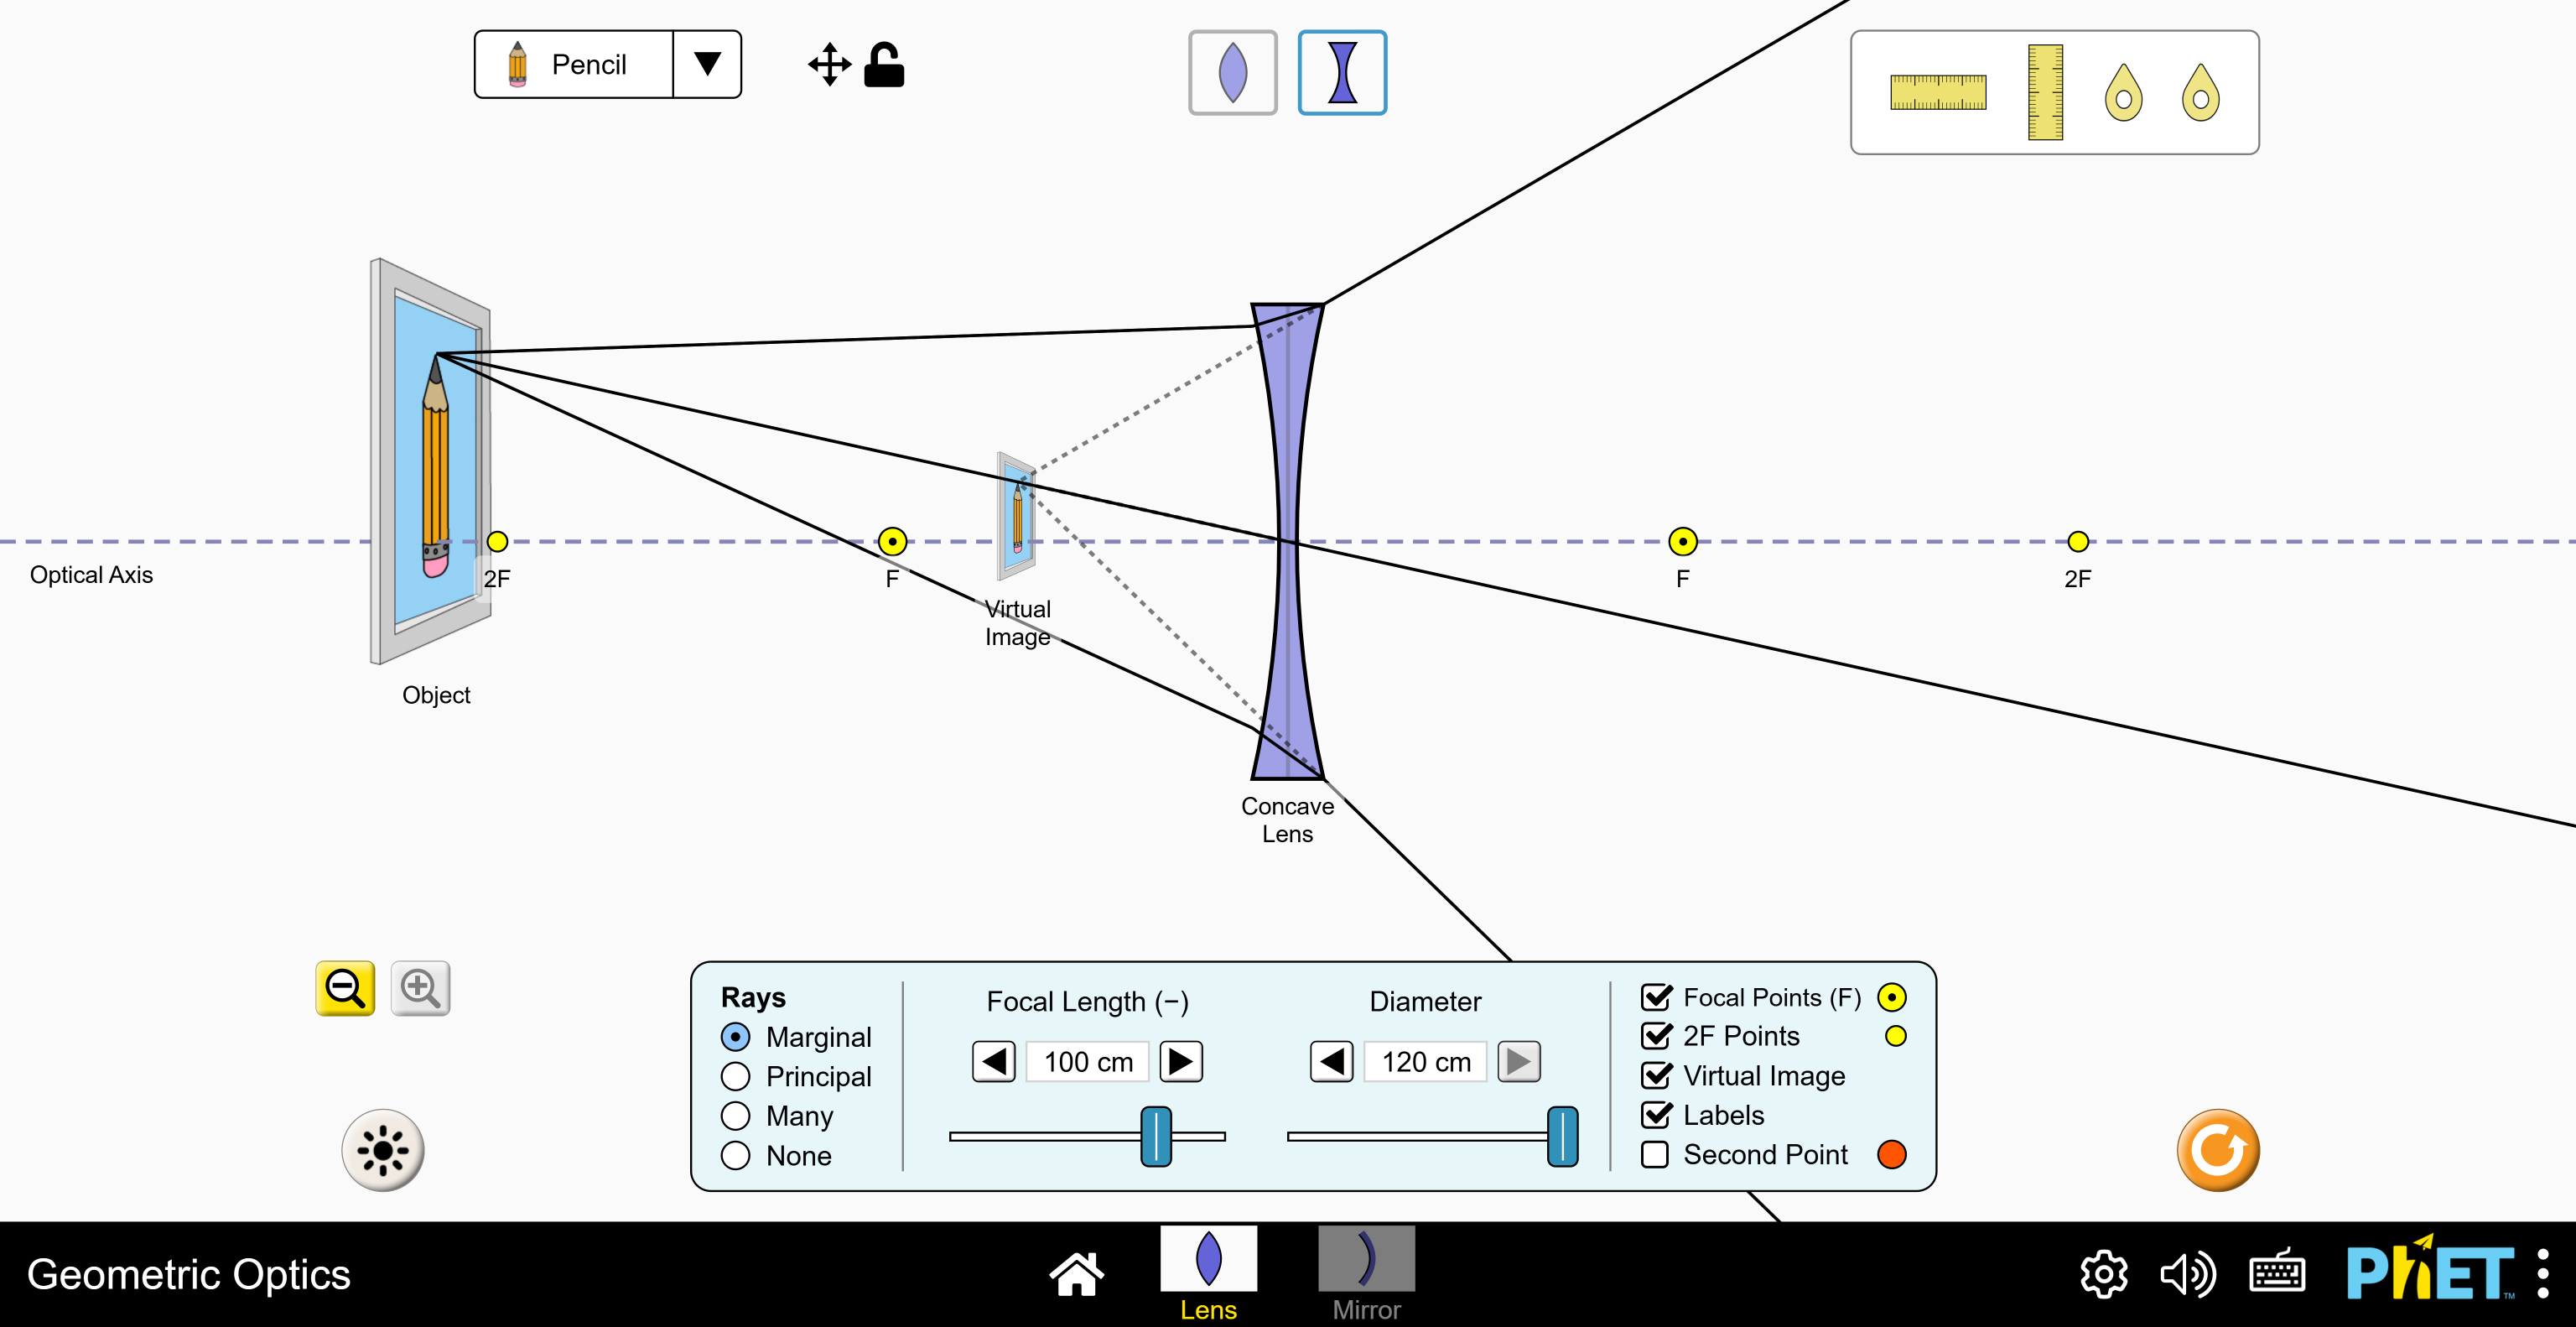 Pencil
Optical Axis
2F
F
F
2F
Virtual
Image
Object
Concave
Lens
Rays
Marginal
Principal
Many
None
Focal Length (−)
100 cm
Diameter
120 cm
Focal Points (F)
2F Points
Virtual Image
Labels
Second Point
Geometric Optics
Lens
Mirror
PhET™